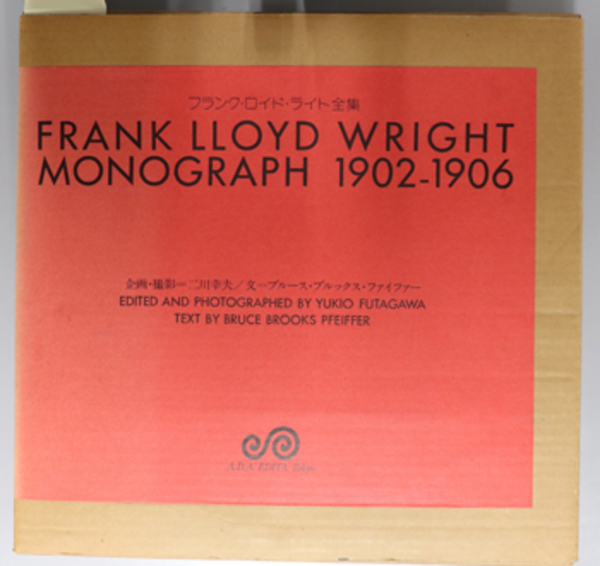 フランク・ロイド・ライト全集
FRANK LLOYD WRIGHT
MONOGRAPH 1902-1906
企画・撮影=二川幸夫/文=ブルース・ブルックス・ファイファー
EDITED AND PHOTOGRAPHED BY YUKIO FUTAGAWA
TEXT BY BRUCE BROOKS PFEIFFER
A.D.A. EDITA Tokyo